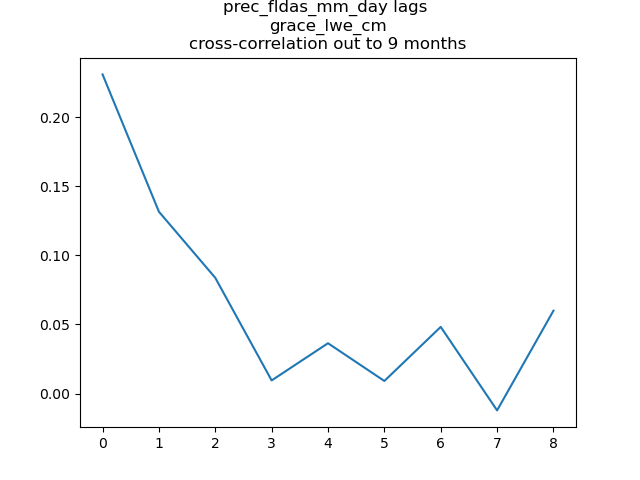 prec_fldas_mm_day lags
grace_lwe_cm
cross-correlation out to 9 months
0.20
0.15
0.10
0.05
0.00
0 1 2 3 4 5 6 7 8